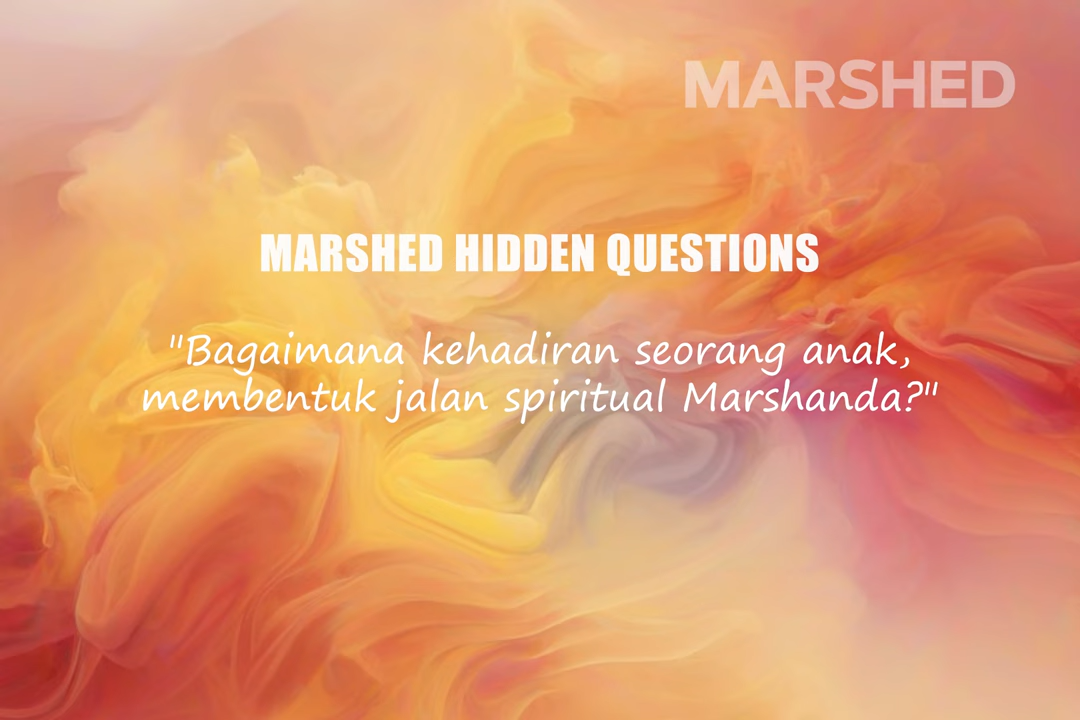 MARSHED
MARSHED HIDDEN QUESTIONS
"Bagaimana kehadiran seorang anak,
membentuk jalan spiritual Marshanda?"